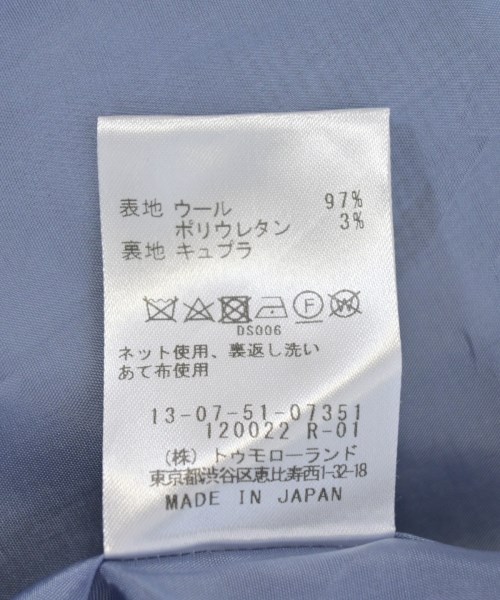 表地 ウール 97%
ポリウレタン 3%
裏地 キュプラ
F W
DS006
ネット使用、裏返し洗い
あて布使用
13-07-51-07351
120022 R-01
(株) トゥモローランド
東京都渋谷区恵比寿西1-32-18
MADE IN JAPAN